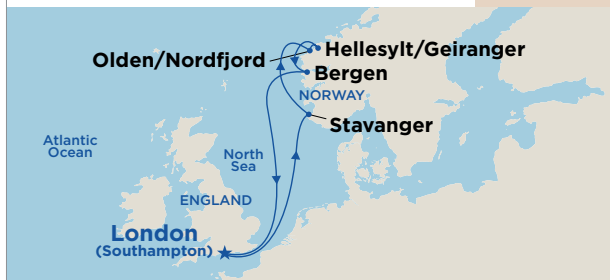 Olden/Nordfjord
Hellesylt/Geiranger
Bergen
NORWAY
Stavanger
Atlantic
Ocean
North
Sea
ENGLAND
London
(Southampton)